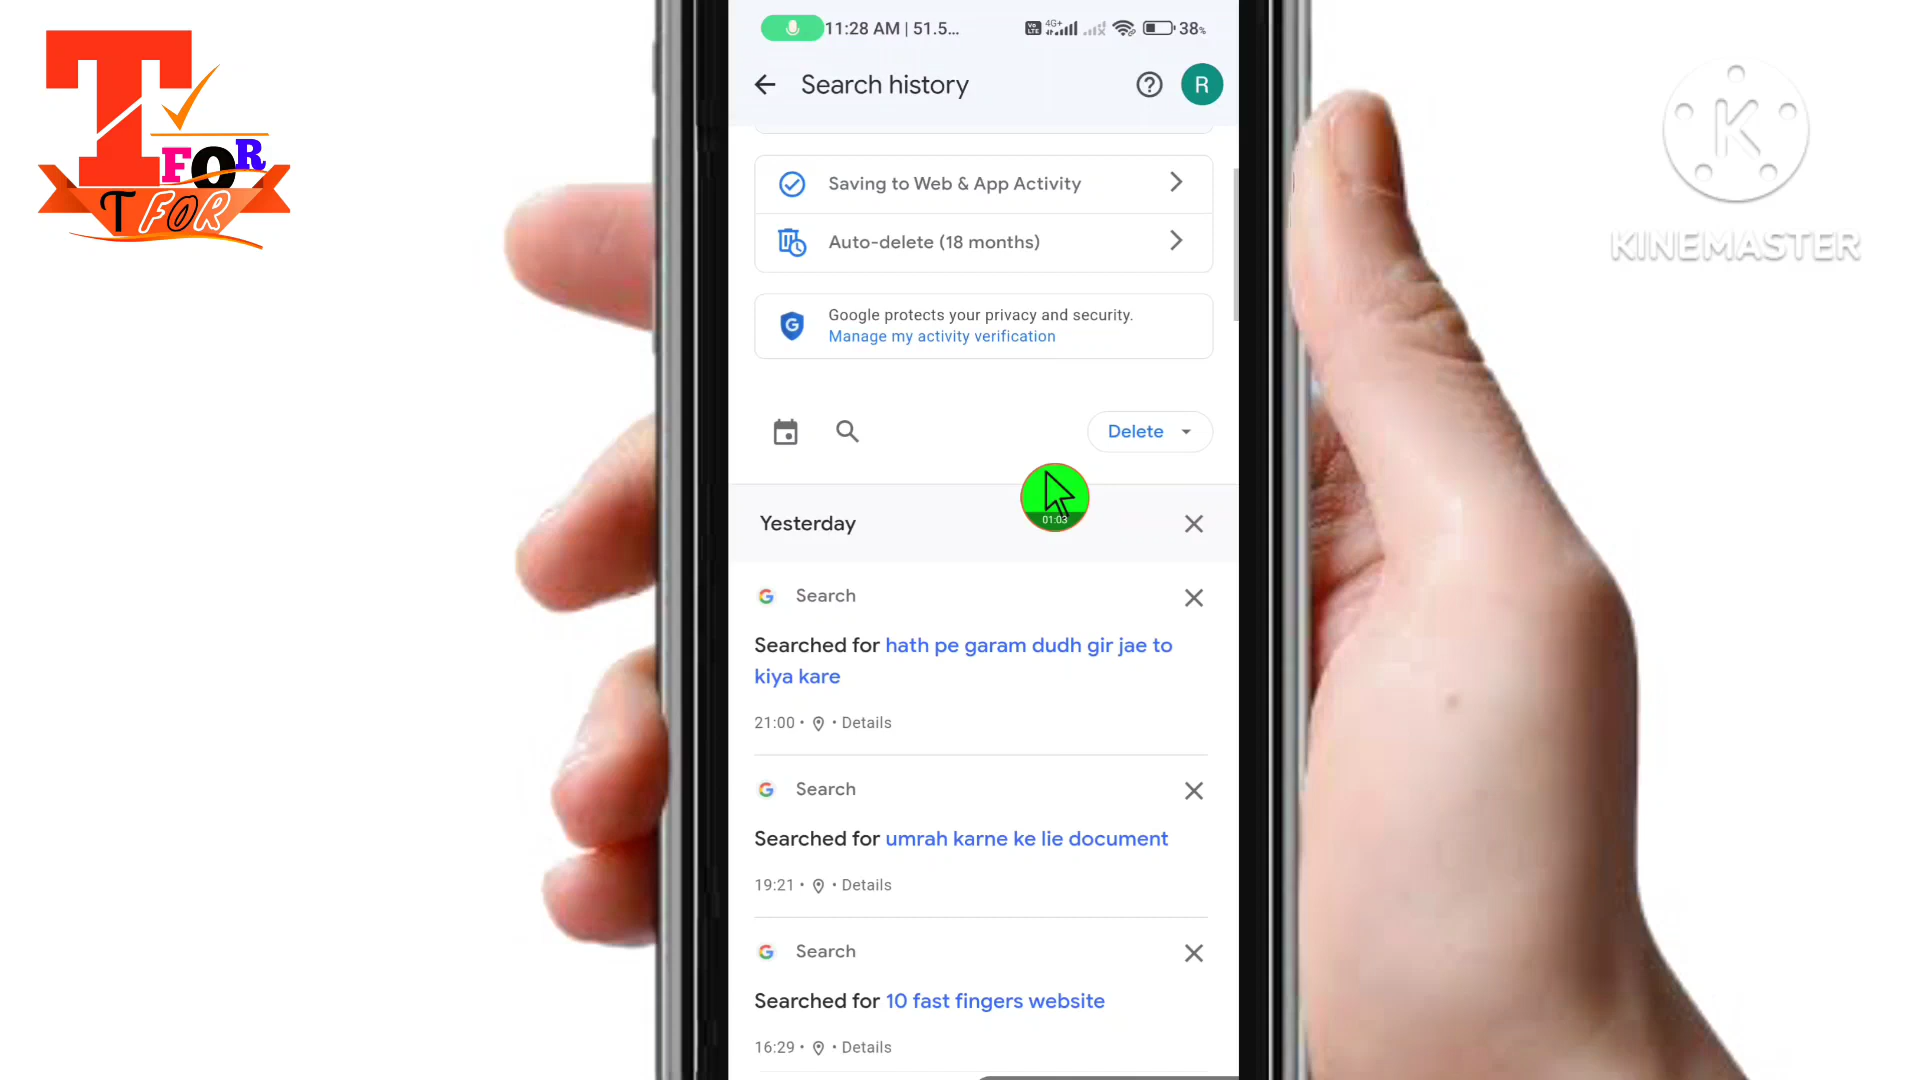 T
FOR
T FOR
11:28 AM | 51.5...
Vo LTE
4G+
38%
Search history
R
Saving to Web & App Activity
Auto-delete (18 months)
G
Google protects your privacy and security.
Manage my activity verification
Delete
01:03
Yesterday
Search
Searched for hath pe garam dudh gir jae to
kiya kare
21:00 • • Details
Search
Searched for umrah karne ke lie document
19:21 • • Details
Search
Searched for 10 fast fingers website
16:29 • • Details
K
KINEMASTER